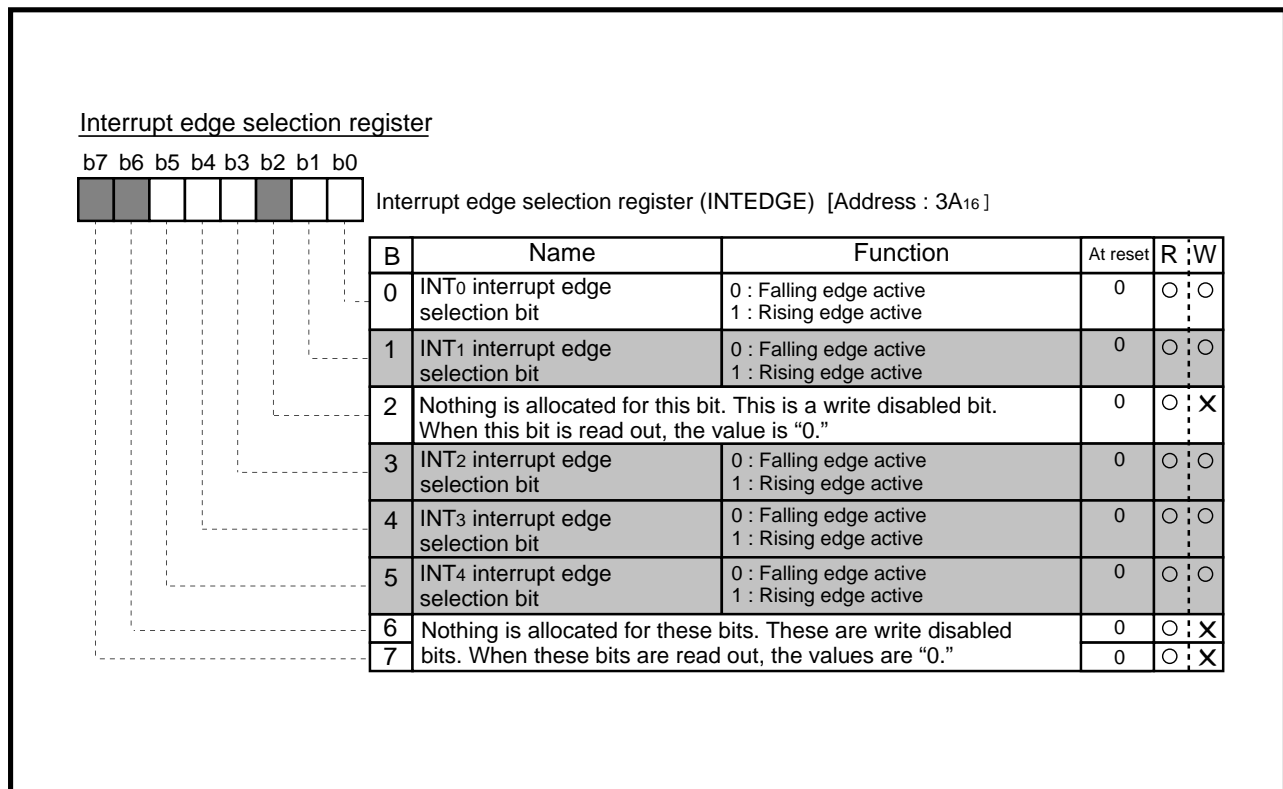 Interrupt edge selection register
b7 b6 b5 b4 b3 b2 b1 b0
Interrupt edge selection register (INTEDGE) [Address : 3A16 ]
B Name Function At reset R W
0 INT0 interrupt edge selection bit 0 : Falling edge active 0 ○ ○
1 : Rising edge active
1 INT1 interrupt edge selection bit 0 : Falling edge active 0 ○ ○
1 : Rising edge active
2 Nothing is allocated for this bit. This is a write disabled bit. 0 ○ ×
When this bit is read out, the value is “0.”
3 INT2 interrupt edge selection bit 0 : Falling edge active 0 ○ ○
1 : Rising edge active
4 INT3 interrupt edge selection bit 0 : Falling edge active 0 ○ ○
1 : Rising edge active
5 INT4 interrupt edge selection bit 0 : Falling edge active 0 ○ ○
1 : Rising edge active
6 Nothing is allocated for these bits. These are write disabled 0 ○ ×
7 bits. When these bits are read out, the values are “0.” 0 ○ ×